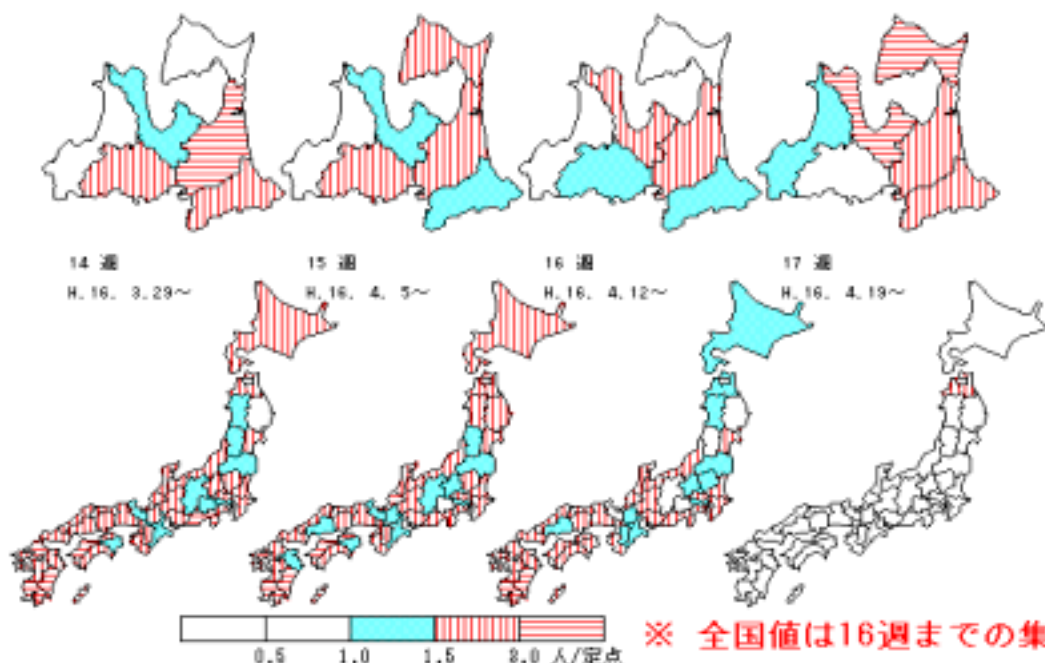 14 週
15 週
16 週
17 週
H.16. 3.29～
H.16. 4. 5～
H.16. 4.12～
H.16. 4.19～
0.5 1.0 1.5 3.0 人/定点
※ 全国値は16週までの集